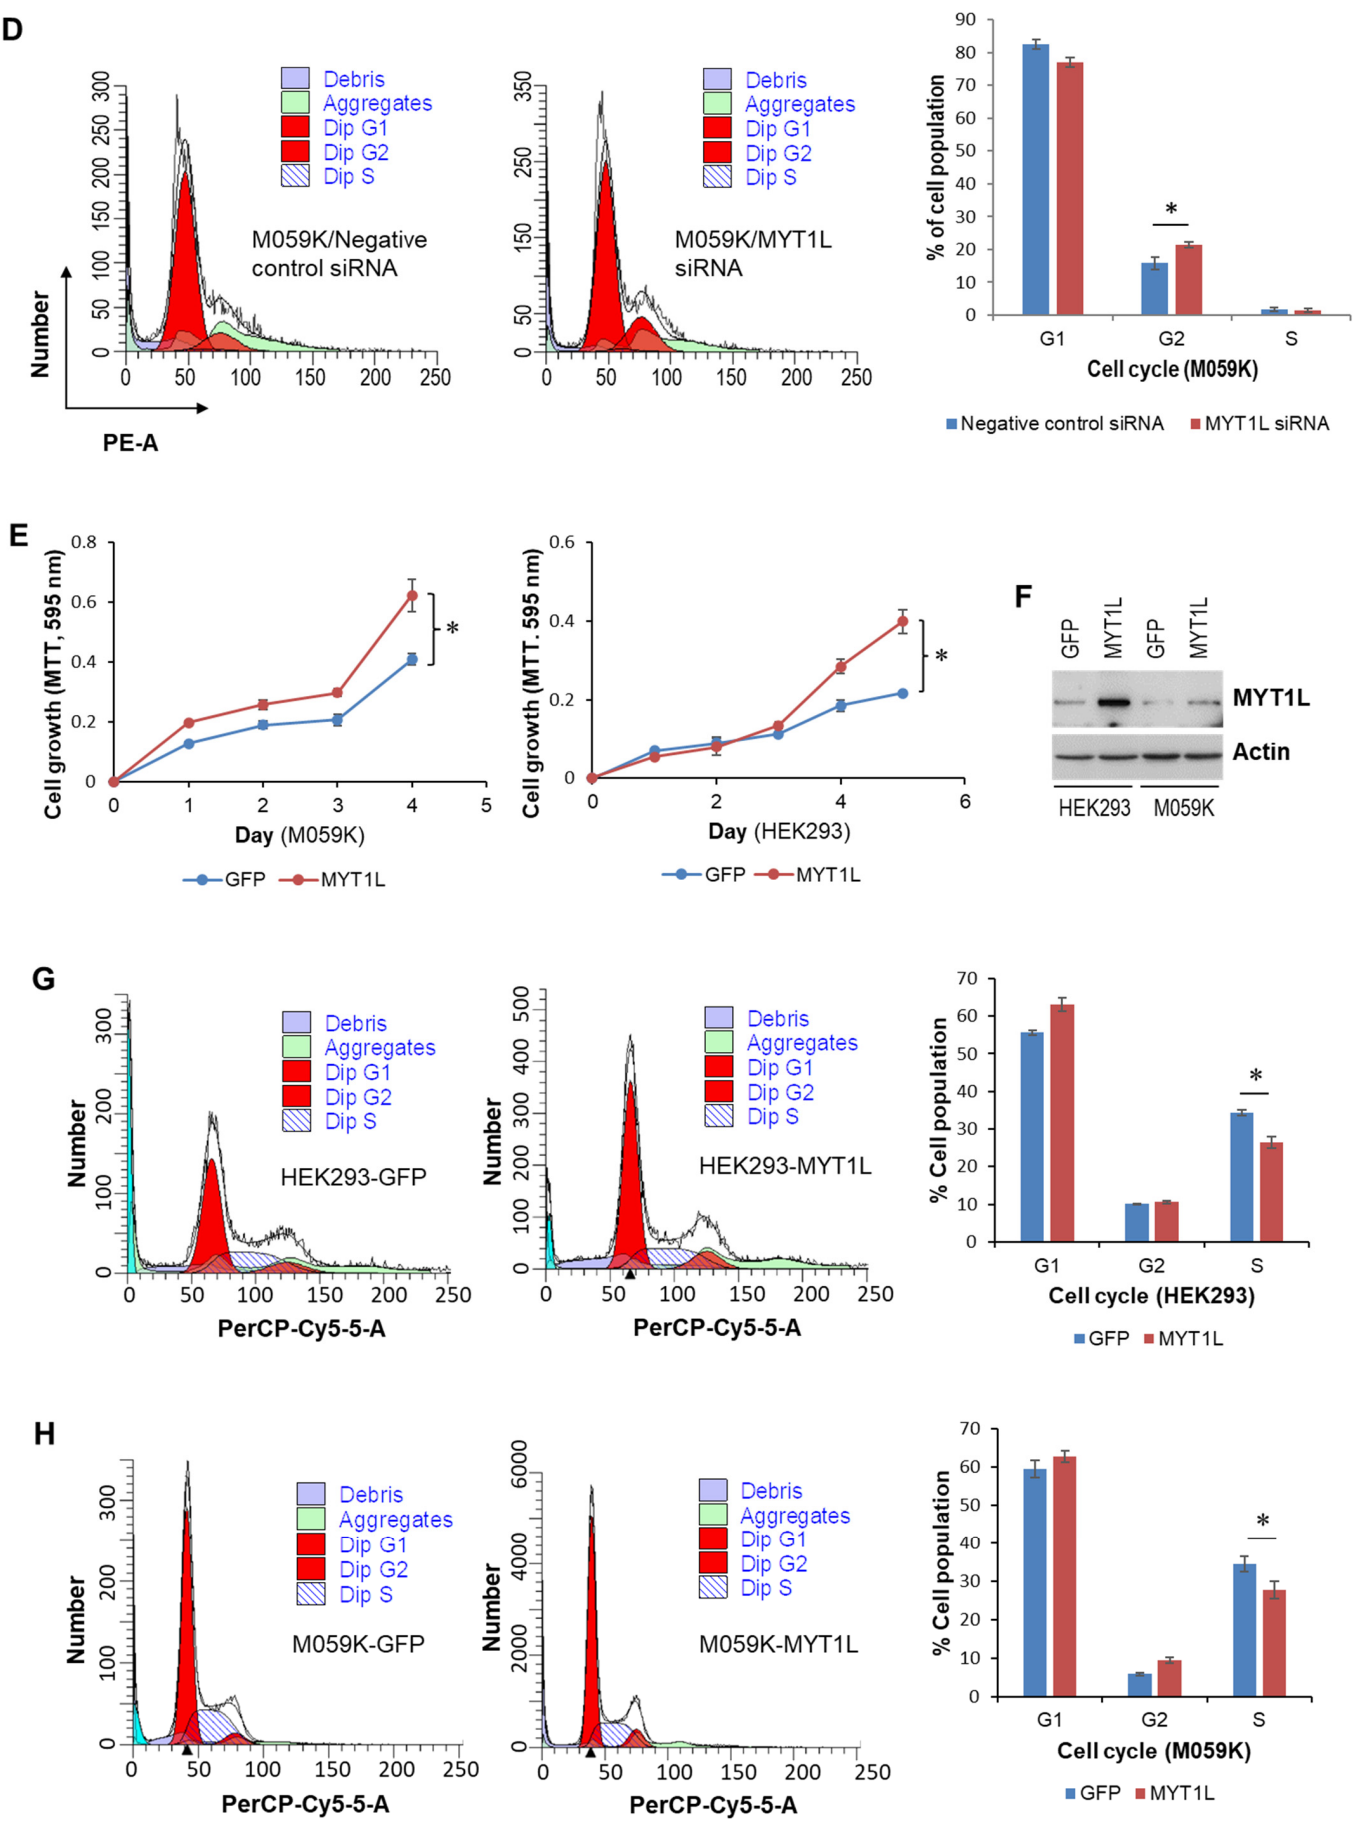 D
300
250
200
150
100
50
0
Number
0 50 100 150 200 250
PE-A
Debris
Aggregates
Dip G1
Dip G2
Dip S
M059K/Negative
control siRNA
350
250
150
50
0
0 50 100 150 200 250
Debris
Aggregates
Dip G1
Dip G2
Dip S
M059K/MYT1L
siRNA
90
80
70
60
50
40
30
20
10
0
% of cell population
*
G1 G2 S
Cell cycle (M059K)
Negative control siRNA MYT1L siRNA
E
Cell growth (MTT, 595 nm)
0.8
0.6
0.4
0.2
0
*
0 1 2 3 4 5
Day (M059K)
GFP MYT1L
Cell growth (MTT. 595 nm)
0.6
0.4
0.2
0
*
0 2 4 6
Day (HEK293)
GFP MYT1L
F
GFP
MYT1L
GFP
MYT1L
MYT1L
Actin
HEK293 M059K
G
Number
300
200
100
0
0 50 100 150 200 250
PerCP-Cy5-5-A
Debris
Aggregates
Dip G1
Dip G2
Dip S
HEK293-GFP
Number
500
400
300
200
100
0
0 50 100 150 200 250
PerCP-Cy5-5-A
Debris
Aggregates
Dip G1
Dip G2
Dip S
HEK293-MYT1L
% Cell population
70
60
50
40
30
20
10
0
*
G1 G2 S
Cell cycle (HEK293)
GFP MYT1L
H
Number
300
200
100
0
0 50 100 150 200 250
PerCP-Cy5-5-A
Debris
Aggregates
Dip G1
Dip G2
Dip S
M059K-GFP
Number
6000
4000
2000
0
0 50 100 150 200 250
PerCP-Cy5-5-A
Debris
Aggregates
Dip G1
Dip G2
Dip S
M059K-MYT1L
% Cell population
70
60
50
40
30
20
10
0
*
G1 G2 S
Cell cycle (M059K)
GFP MYT1L